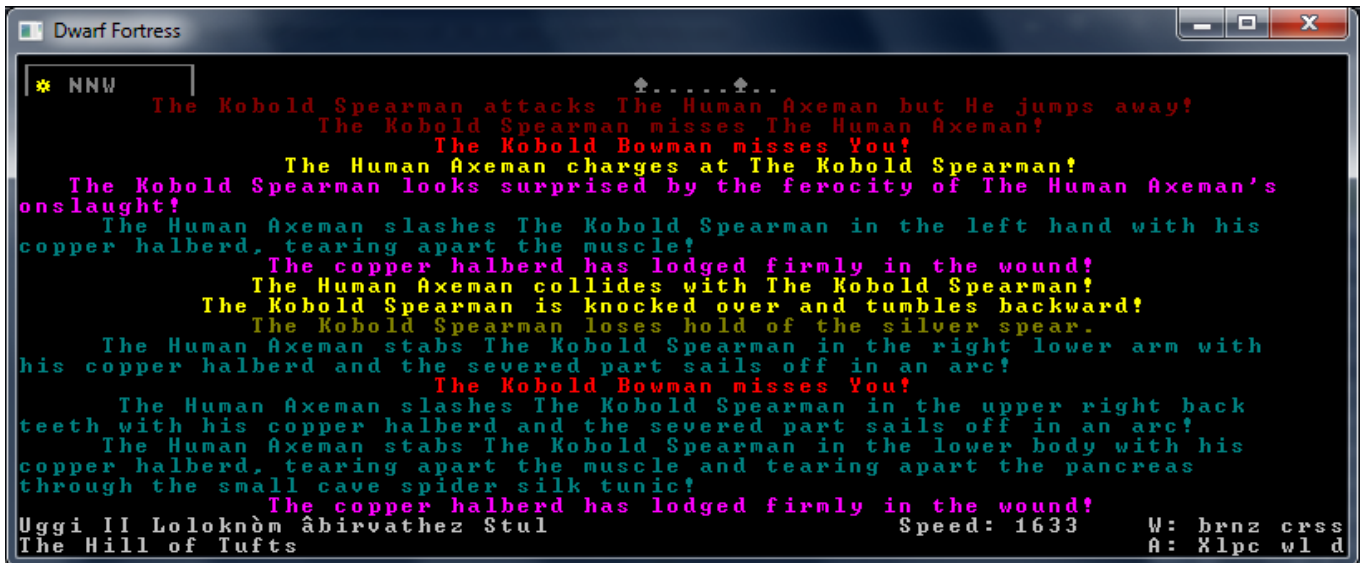 Dwarf Fortress
☼ NNW ♠.....♠..
The Kobold Spearman attacks The Human Axeman but He jumps away!
The Kobold Spearman misses The Human Axeman!
The Kobold Bowman misses You!
The Human Axeman charges at The Kobold Spearman!
The Kobold Spearman looks surprised by the ferocity of The Human Axeman's
onslaught!
The Human Axeman slashes The Kobold Spearman in the left hand with his
copper halberd, tearing apart the muscle!
The copper halberd has lodged firmly in the wound!
The Human Axeman collides with The Kobold Spearman!
The Kobold Spearman is knocked over and tumbles backward!
The Kobold Spearman loses hold of the silver spear.
The Human Axeman stabs The Kobold Spearman in the right lower arm with
his copper halberd and the severed part sails off in an arc!
The Kobold Bowman misses You!
The Human Axeman slashes The Kobold Spearman in the upper right back
teeth with his copper halberd and the severed part sails off in an arc!
The Human Axeman stabs The Kobold Spearman in the lower body with his
copper halberd, tearing apart the muscle and tearing apart the pancreas
through the small cave spider silk tunic!
The copper halberd has lodged firmly in the wound!
Uggi II Loloknòm âbirvathez Stul Speed: 1633 W: brnz crss
The Hill of Tufts A: Xlpc wl d